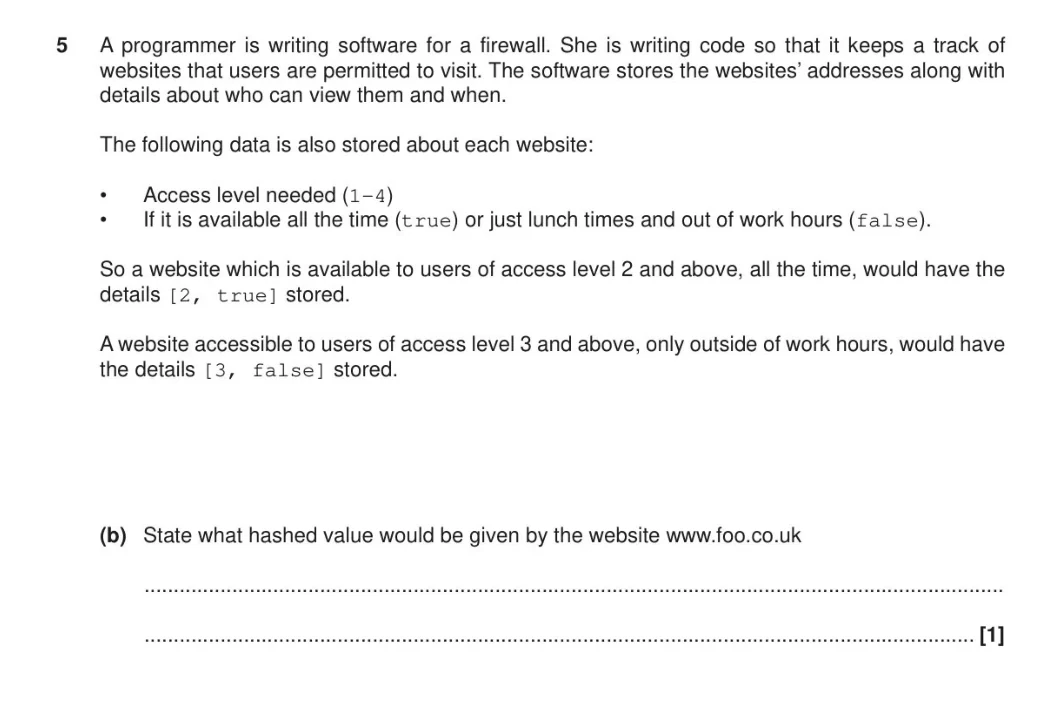 5 A programmer is writing software for a firewall. She is writing code so that it keeps a track of
websites that users are permitted to visit. The software stores the websites' addresses along with
details about who can view them and when.
The following data is also stored about each website:
• Access level needed (1–4)
• If it is available all the time (true) or just lunch times and out of work hours (false).
So a website which is available to users of access level 2 and above, all the time, would have the
details [2, true] stored.
A website accessible to users of access level 3 and above, only outside of work hours, would have
the details [3, false] stored.
(b) State what hashed value would be given by the website www.foo.co.uk
[1]